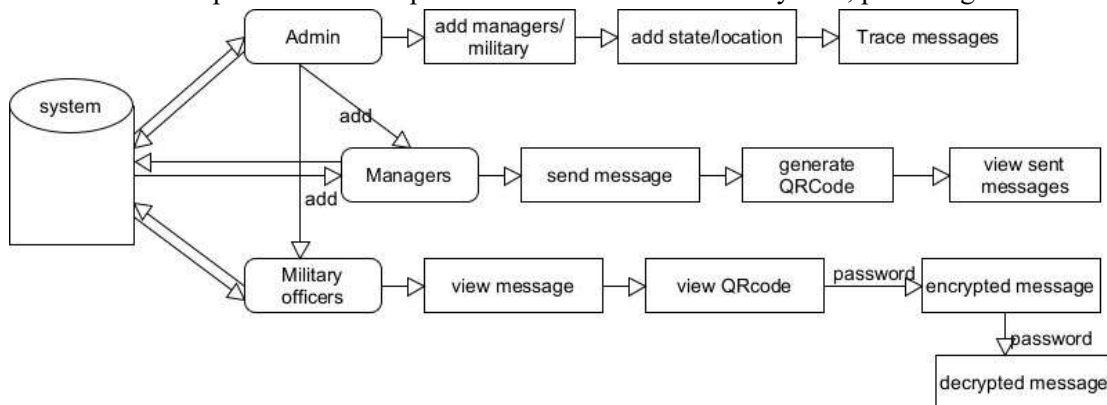 Admin
add managers/
military
add state/location
Trace messages
system
add
Managers
send message
generate
QRCode
view sent
messages
add
Military
officers
view message
view QRcode
password
encrypted message
password
decrypted message